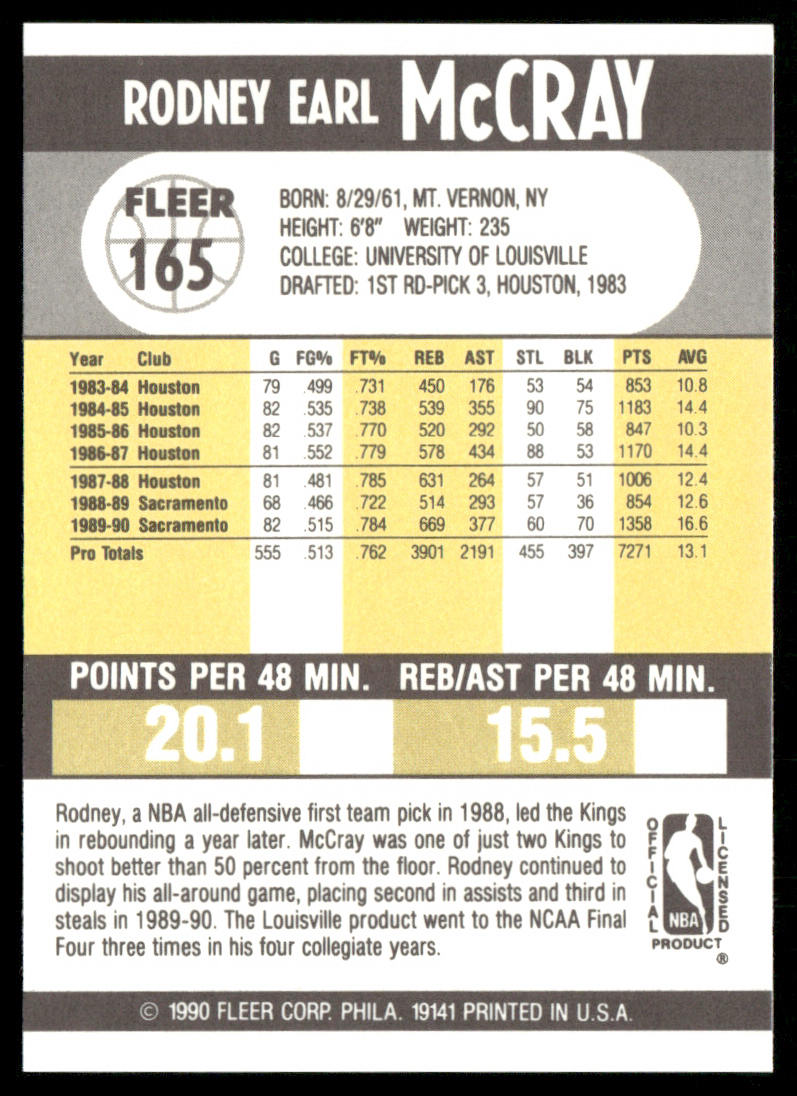 RODNEY EARL McCRAY
FLEER
165
BORN: 8/29/61, MT. VERNON, NY
HEIGHT: 6'8" WEIGHT: 235
COLLEGE: UNIVERSITY OF LOUISVILLE
DRAFTED: 1ST RD-PICK 3, HOUSTON, 1983
Year Club G FG% FT% REB AST STL BLK PTS AVG
1983-84 Houston 79 .499 .731 450 176 53 54 853 10.8
1984-85 Houston 82 .535 .738 539 355 90 75 1183 14.4
1985-86 Houston 82 .537 .770 520 292 50 58 847 10.3
1986-87 Houston 81 .552 .779 578 434 88 53 1170 14.4
1987-88 Houston 81 .481 .785 631 264 57 51 1006 12.4
1988-89 Sacramento 68 .466 .722 514 293 57 36 854 12.6
1989-90 Sacramento 82 .515 .784 669 377 60 70 1358 16.6
Pro Totals 555 .513 .762 3901 2191 455 397 7271 13.1
POINTS PER 48 MIN. REB/AST PER 48 MIN.
20.1 15.5
Rodney, a NBA all-defensive first team pick in 1988, led the Kings
in rebounding a year later. McCray was one of just two Kings to
shoot better than 50 percent from the floor. Rodney continued to
display his all-around game, placing second in assists and third in
steals in 1989-90. The Louisville product went to the NCAA Final
Four three times in his four collegiate years.
OFFICIAL
LICENSED
NBA
PRODUCT
®
© 1990 FLEER CORP. PHILA. 19141 PRINTED IN U.S.A.